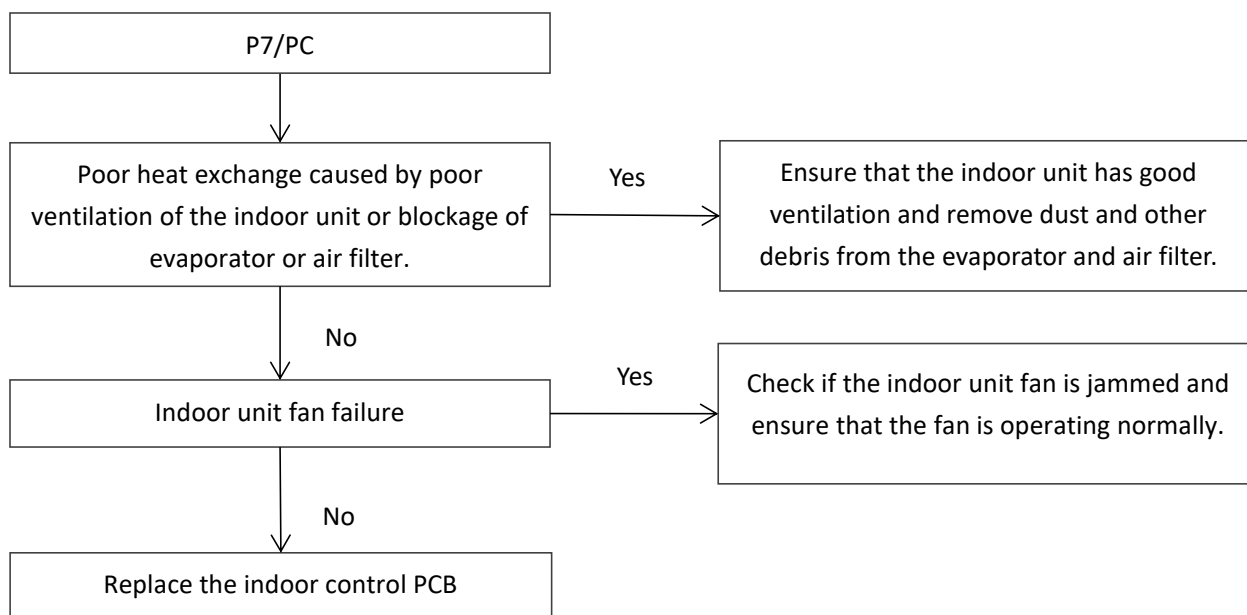 P7/PC
Poor heat exchange caused by poor
ventilation of the indoor unit or blockage of
evaporator or air filter.
Yes
Ensure that the indoor unit has good
ventilation and remove dust and other
debris from the evaporator and air filter.
No
Indoor unit fan failure
Yes
Check if the indoor unit fan is jammed and
ensure that the fan is operating normally.
No
Replace the indoor control PCB